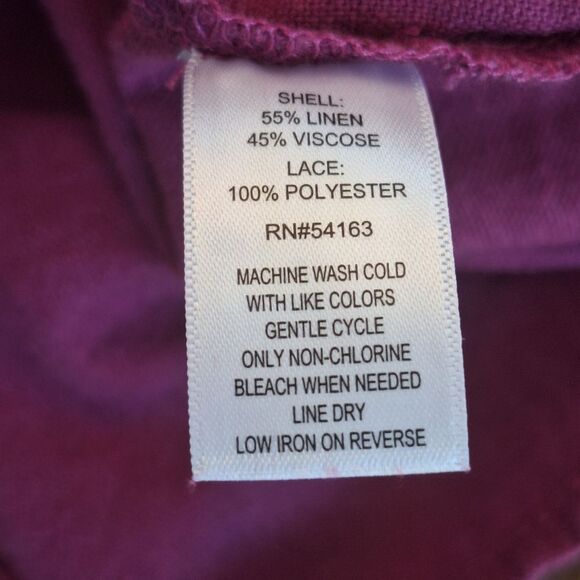 SHELL:
55% LINEN
45% VISCOSE
LACE:
100% POLYESTER
RN#54163
MACHINE WASH COLD
WITH LIKE COLORS
GENTLE CYCLE
ONLY NON-CHLORINE
BLEACH WHEN NEEDED
LINE DRY
LOW IRON ON REVERSE